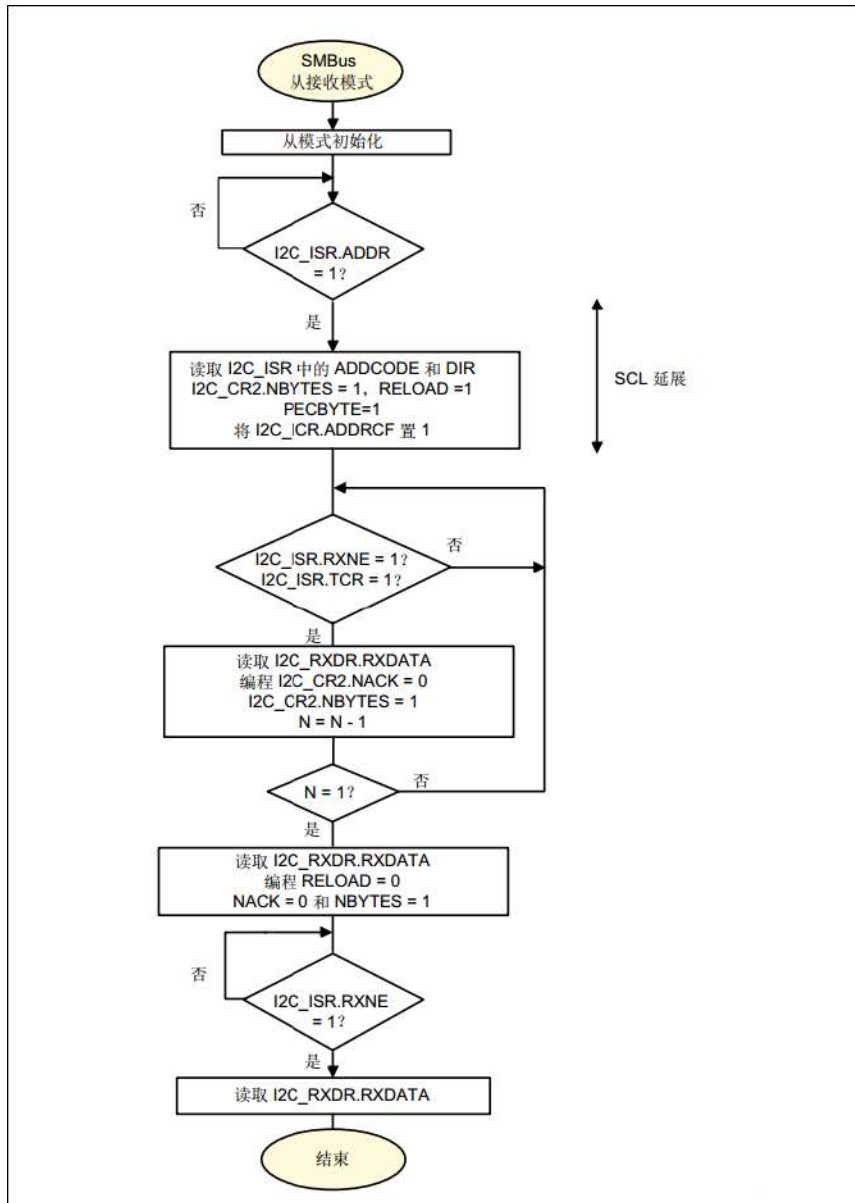 SMBus
从接收模式
从模式初始化
否
I2C_ISR.ADDR
= 1?
是
SCL 延展
读取 I2C_ISR 中的 ADDCODE 和 DIR
I2C_CR2.NBYTES = 1，RELOAD =1
PECBYTE=1
将 I2C_ICR.ADDRCF 置 1
I2C_ISR.RXNE = 1?
I2C_ISR.TCR = 1?
否
是
读取 I2C_RXDR.RXDATA
编程 I2C_CR2.NACK = 0
I2C_CR2.NBYTES = 1
N = N - 1
N = 1?
否
是
读取 I2C_RXDR.RXDATA
编程 RELOAD = 0
NACK = 0 和 NBYTES = 1
否
I2C_ISR.RXNE
= 1?
是
读取 I2C_RXDR.RXDATA
结束